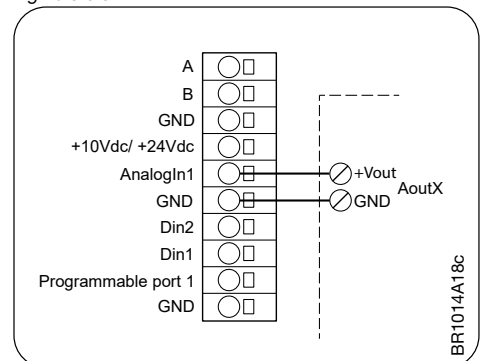 A
B
GND
+10Vdc/ +24Vdc
AnalogIn1
GND
Din2
Din1
Programmable port 1
GND
+Vout
GND
AoutX
BR1014A18c